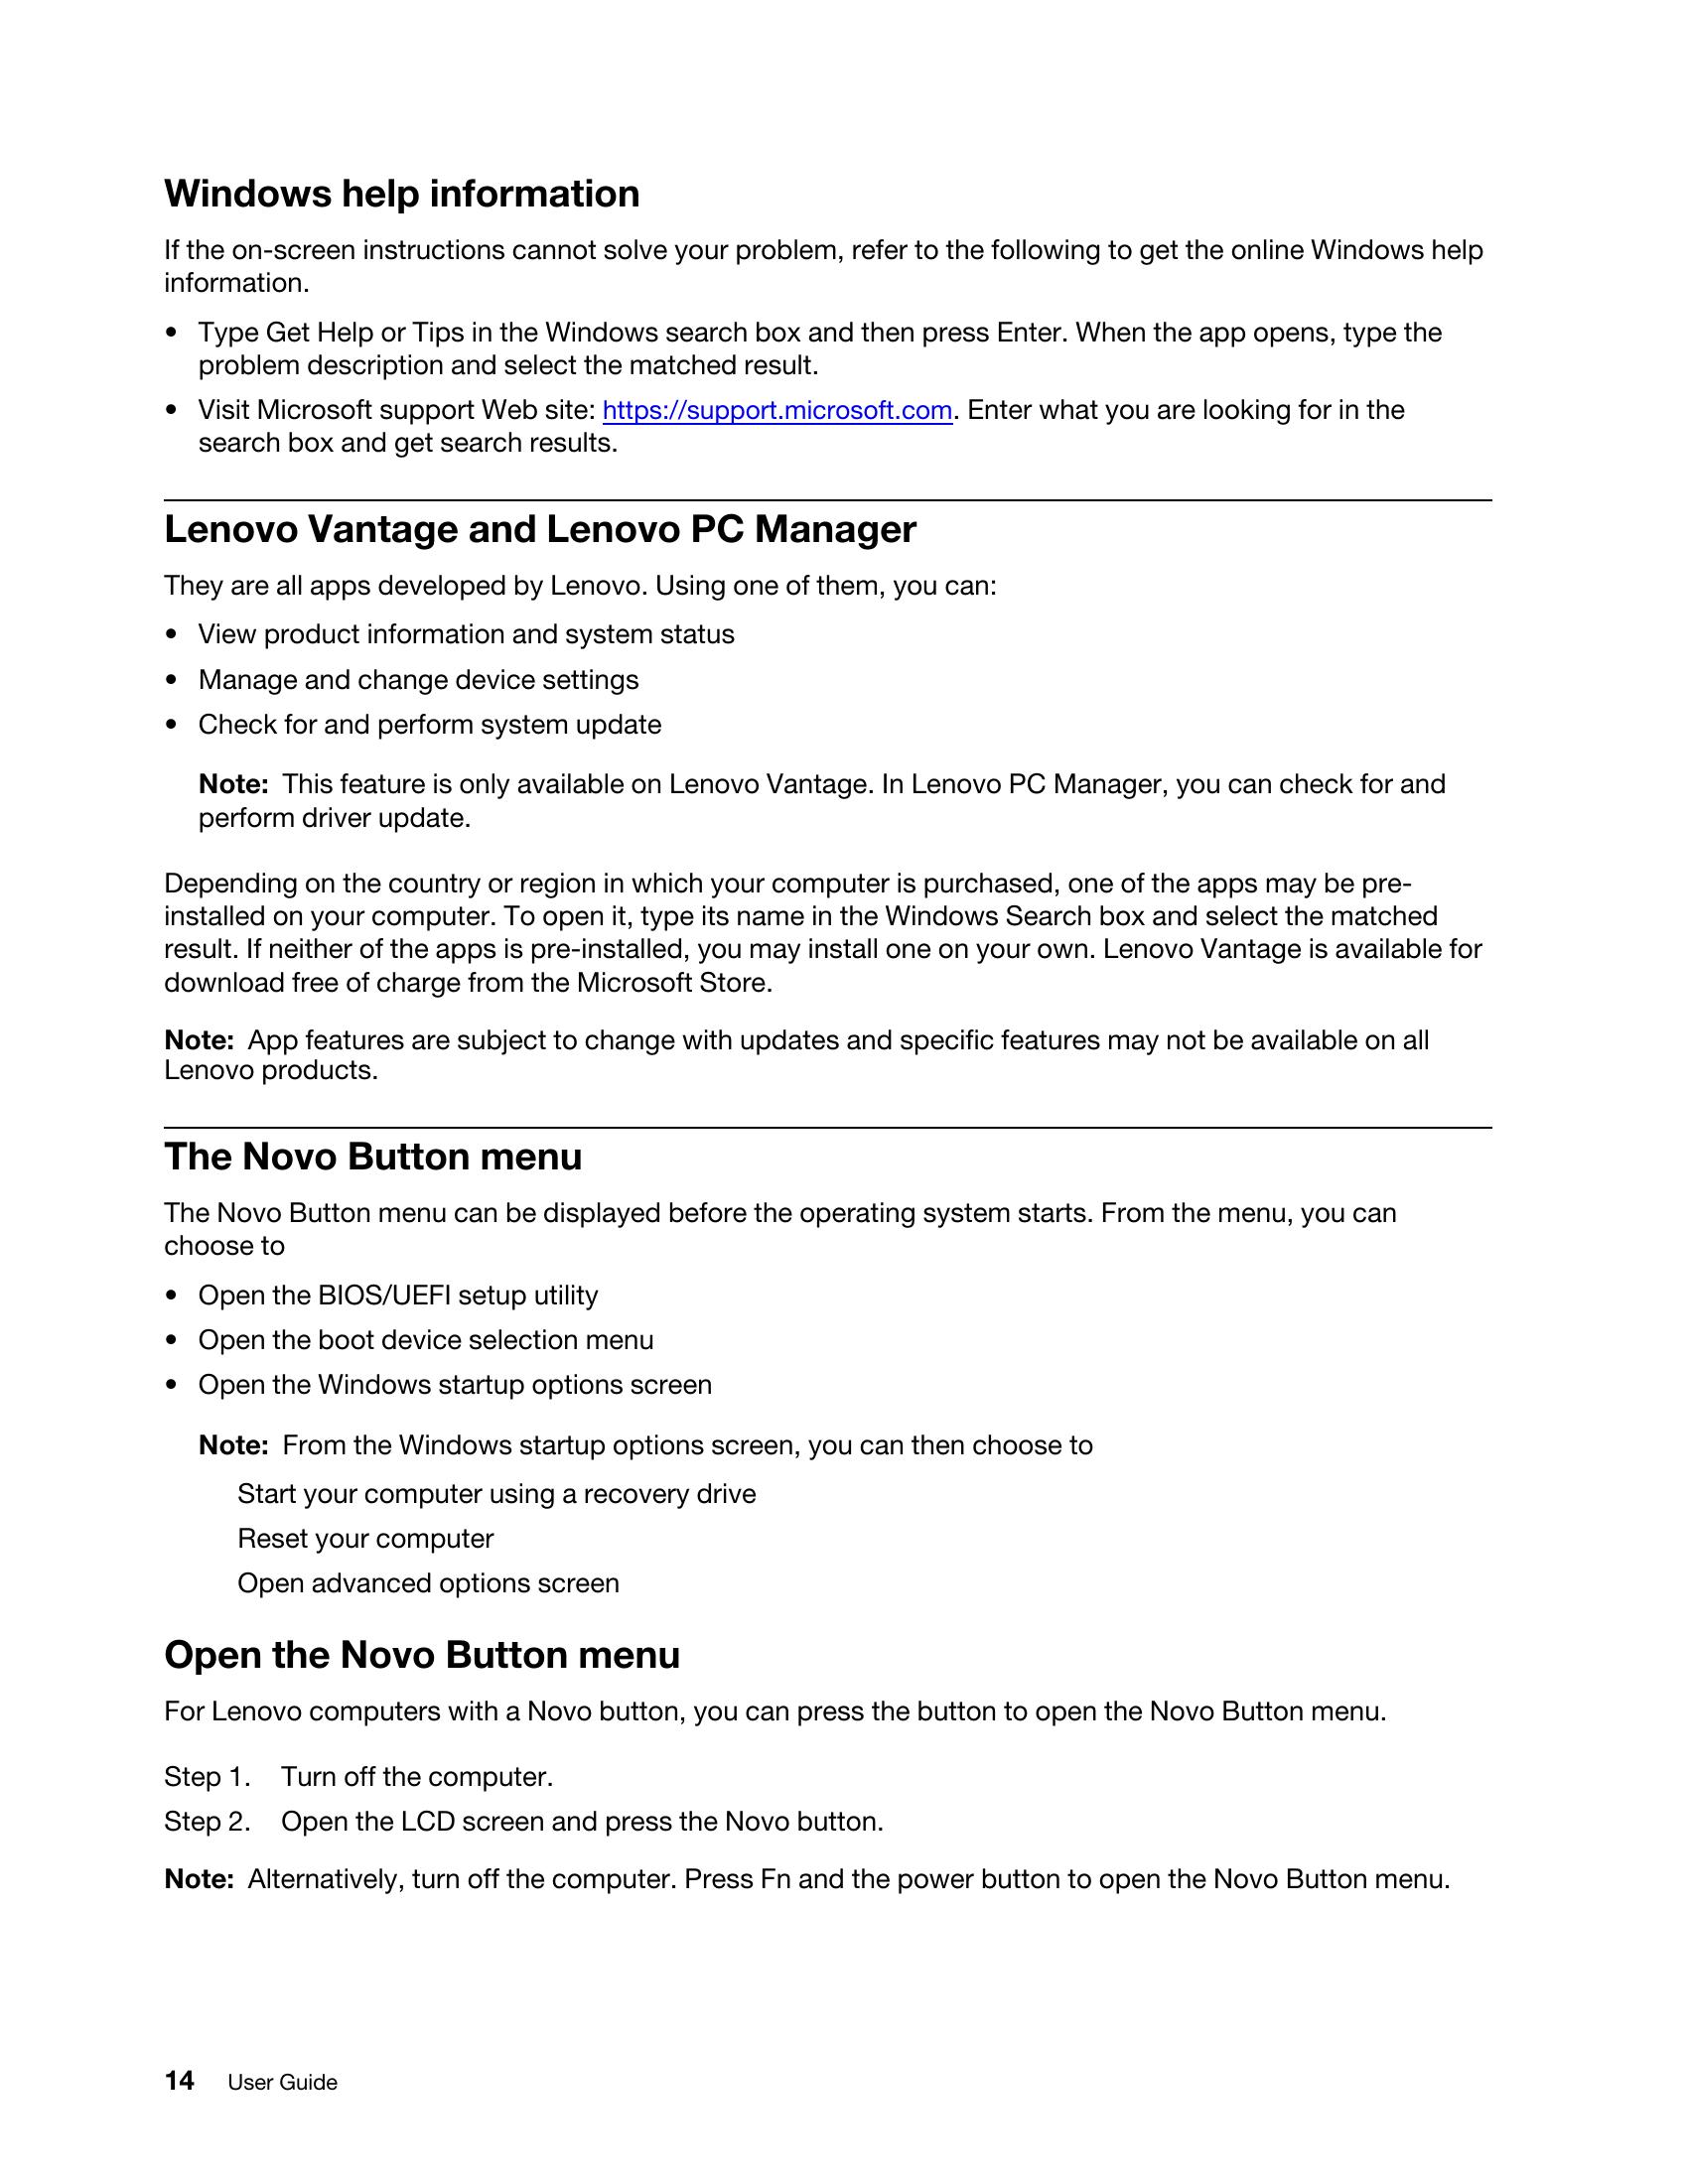 Windows help information
If the on-screen instructions cannot solve your problem, refer to the following to get the online Windows help
information.
• Type Get Help or Tips in the Windows search box and then press Enter. When the app opens, type the
problem description and select the matched result.
• Visit Microsoft support Web site: https://support.microsoft.com. Enter what you are looking for in the
search box and get search results.
Lenovo Vantage and Lenovo PC Manager
They are all apps developed by Lenovo. Using one of them, you can:
• View product information and system status
• Manage and change device settings
• Check for and perform system update
Note: This feature is only available on Lenovo Vantage. In Lenovo PC Manager, you can check for and
perform driver update.
Depending on the country or region in which your computer is purchased, one of the apps may be pre-
installed on your computer. To open it, type its name in the Windows Search box and select the matched
result. If neither of the apps is pre-installed, you may install one on your own. Lenovo Vantage is available for
download free of charge from the Microsoft Store.
Note: App features are subject to change with updates and specific features may not be available on all
Lenovo products.
The Novo Button menu
The Novo Button menu can be displayed before the operating system starts. From the menu, you can
choose to
• Open the BIOS/UEFI setup utility
• Open the boot device selection menu
• Open the Windows startup options screen
Note: From the Windows startup options screen, you can then choose to
Start your computer using a recovery drive
Reset your computer
Open advanced options screen
Open the Novo Button menu
For Lenovo computers with a Novo button, you can press the button to open the Novo Button menu.
Step 1. Turn off the computer.
Step 2. Open the LCD screen and press the Novo button.
Note: Alternatively, turn off the computer. Press Fn and the power button to open the Novo Button menu.
14 User Guide